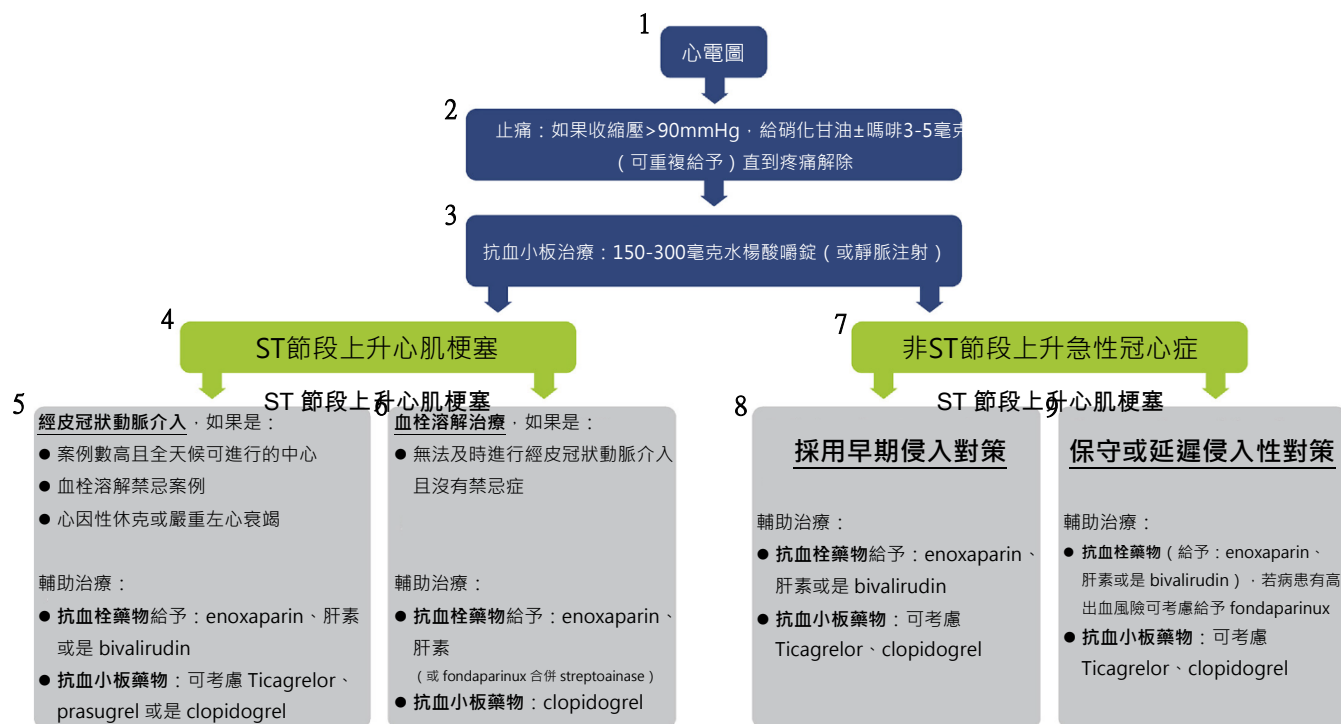 1
心電圖
2
止痛：如果收縮壓>90mmHg，給硝化甘油±嗎啡3-5毫克
（可重複給予）直到疼痛解除
3
抗血小板治療：150-300毫克水楊酸嚼錠（或靜脈注射）
4
ST節段上升心肌梗塞
7
非ST節段上升急性冠心症
5
ST 節段上升心肌梗塞
經皮冠狀動脈介入，如果是：
● 案例數高且全天候可進行的中心
● 血栓溶解禁忌案例
● 心因性休克或嚴重左心衰竭
輔助治療：
● 抗血栓藥物給予：enoxaparin、肝素
或是 bivalirudin
● 抗血小板藥物：可考慮 Ticagrelor、
prasugrel 或是 clopidogrel
6
血栓溶解治療，如果是：
● 無法及時進行經皮冠狀動脈介入
且沒有禁忌症
輔助治療：
● 抗血栓藥物給予：enoxaparin、
肝素
（或 fondaparinux 合併 streptoainase）
● 抗血小板藥物：clopidogrel
8
ST 節段上升心肌梗塞
採用早期侵入對策
輔助治療：
● 抗血栓藥物給予：enoxaparin、
肝素或是 bivalirudin
● 抗血小板藥物：可考慮
Ticagrelor、clopidogrel
9
保守或延遲侵入性對策
輔助治療：
● 抗血栓藥物（給予：enoxaparin、
肝素或是 bivalirudin），若病患有高
出血風險可考慮給予 fondaparinux
● 抗血小板藥物：可考慮
Ticagrelor、clopidogrel